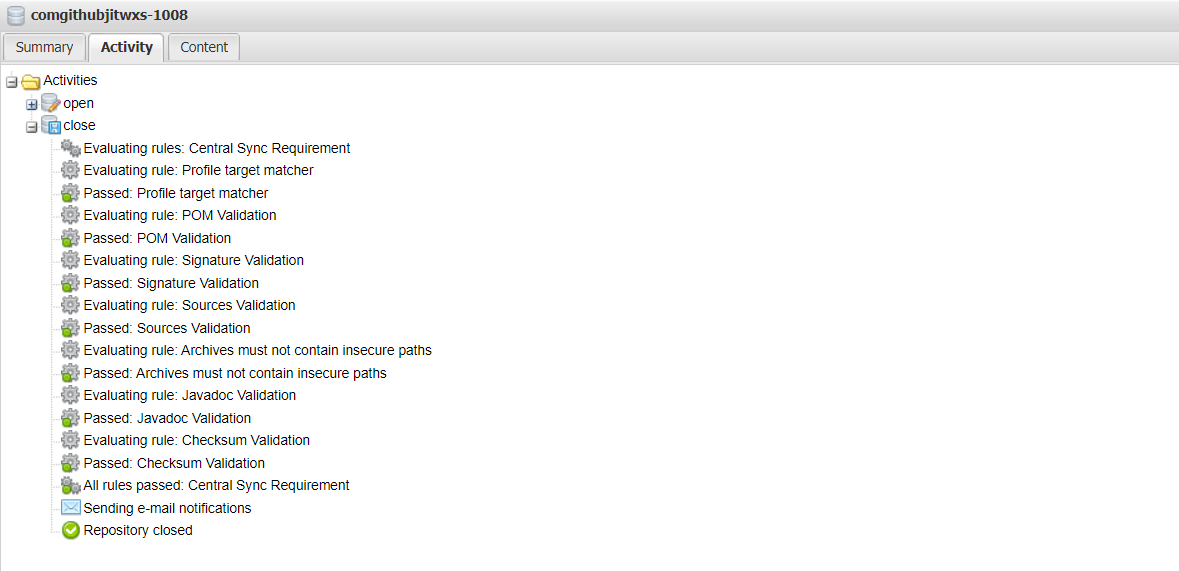 comgithubjitwxs-1008
Summary Activity Content
Activities
open
close
Evaluating rules: Central Sync Requirement
Evaluating rule: Profile target matcher
Passed: Profile target matcher
Evaluating rule: POM Validation
Passed: POM Validation
Evaluating rule: Signature Validation
Passed: Signature Validation
Evaluating rule: Sources Validation
Passed: Sources Validation
Evaluating rule: Archives must not contain insecure paths
Passed: Archives must not contain insecure paths
Evaluating rule: Javadoc Validation
Passed: Javadoc Validation
Evaluating rule: Checksum Validation
Passed: Checksum Validation
All rules passed: Central Sync Requirement
Sending e-mail notifications
Repository closed